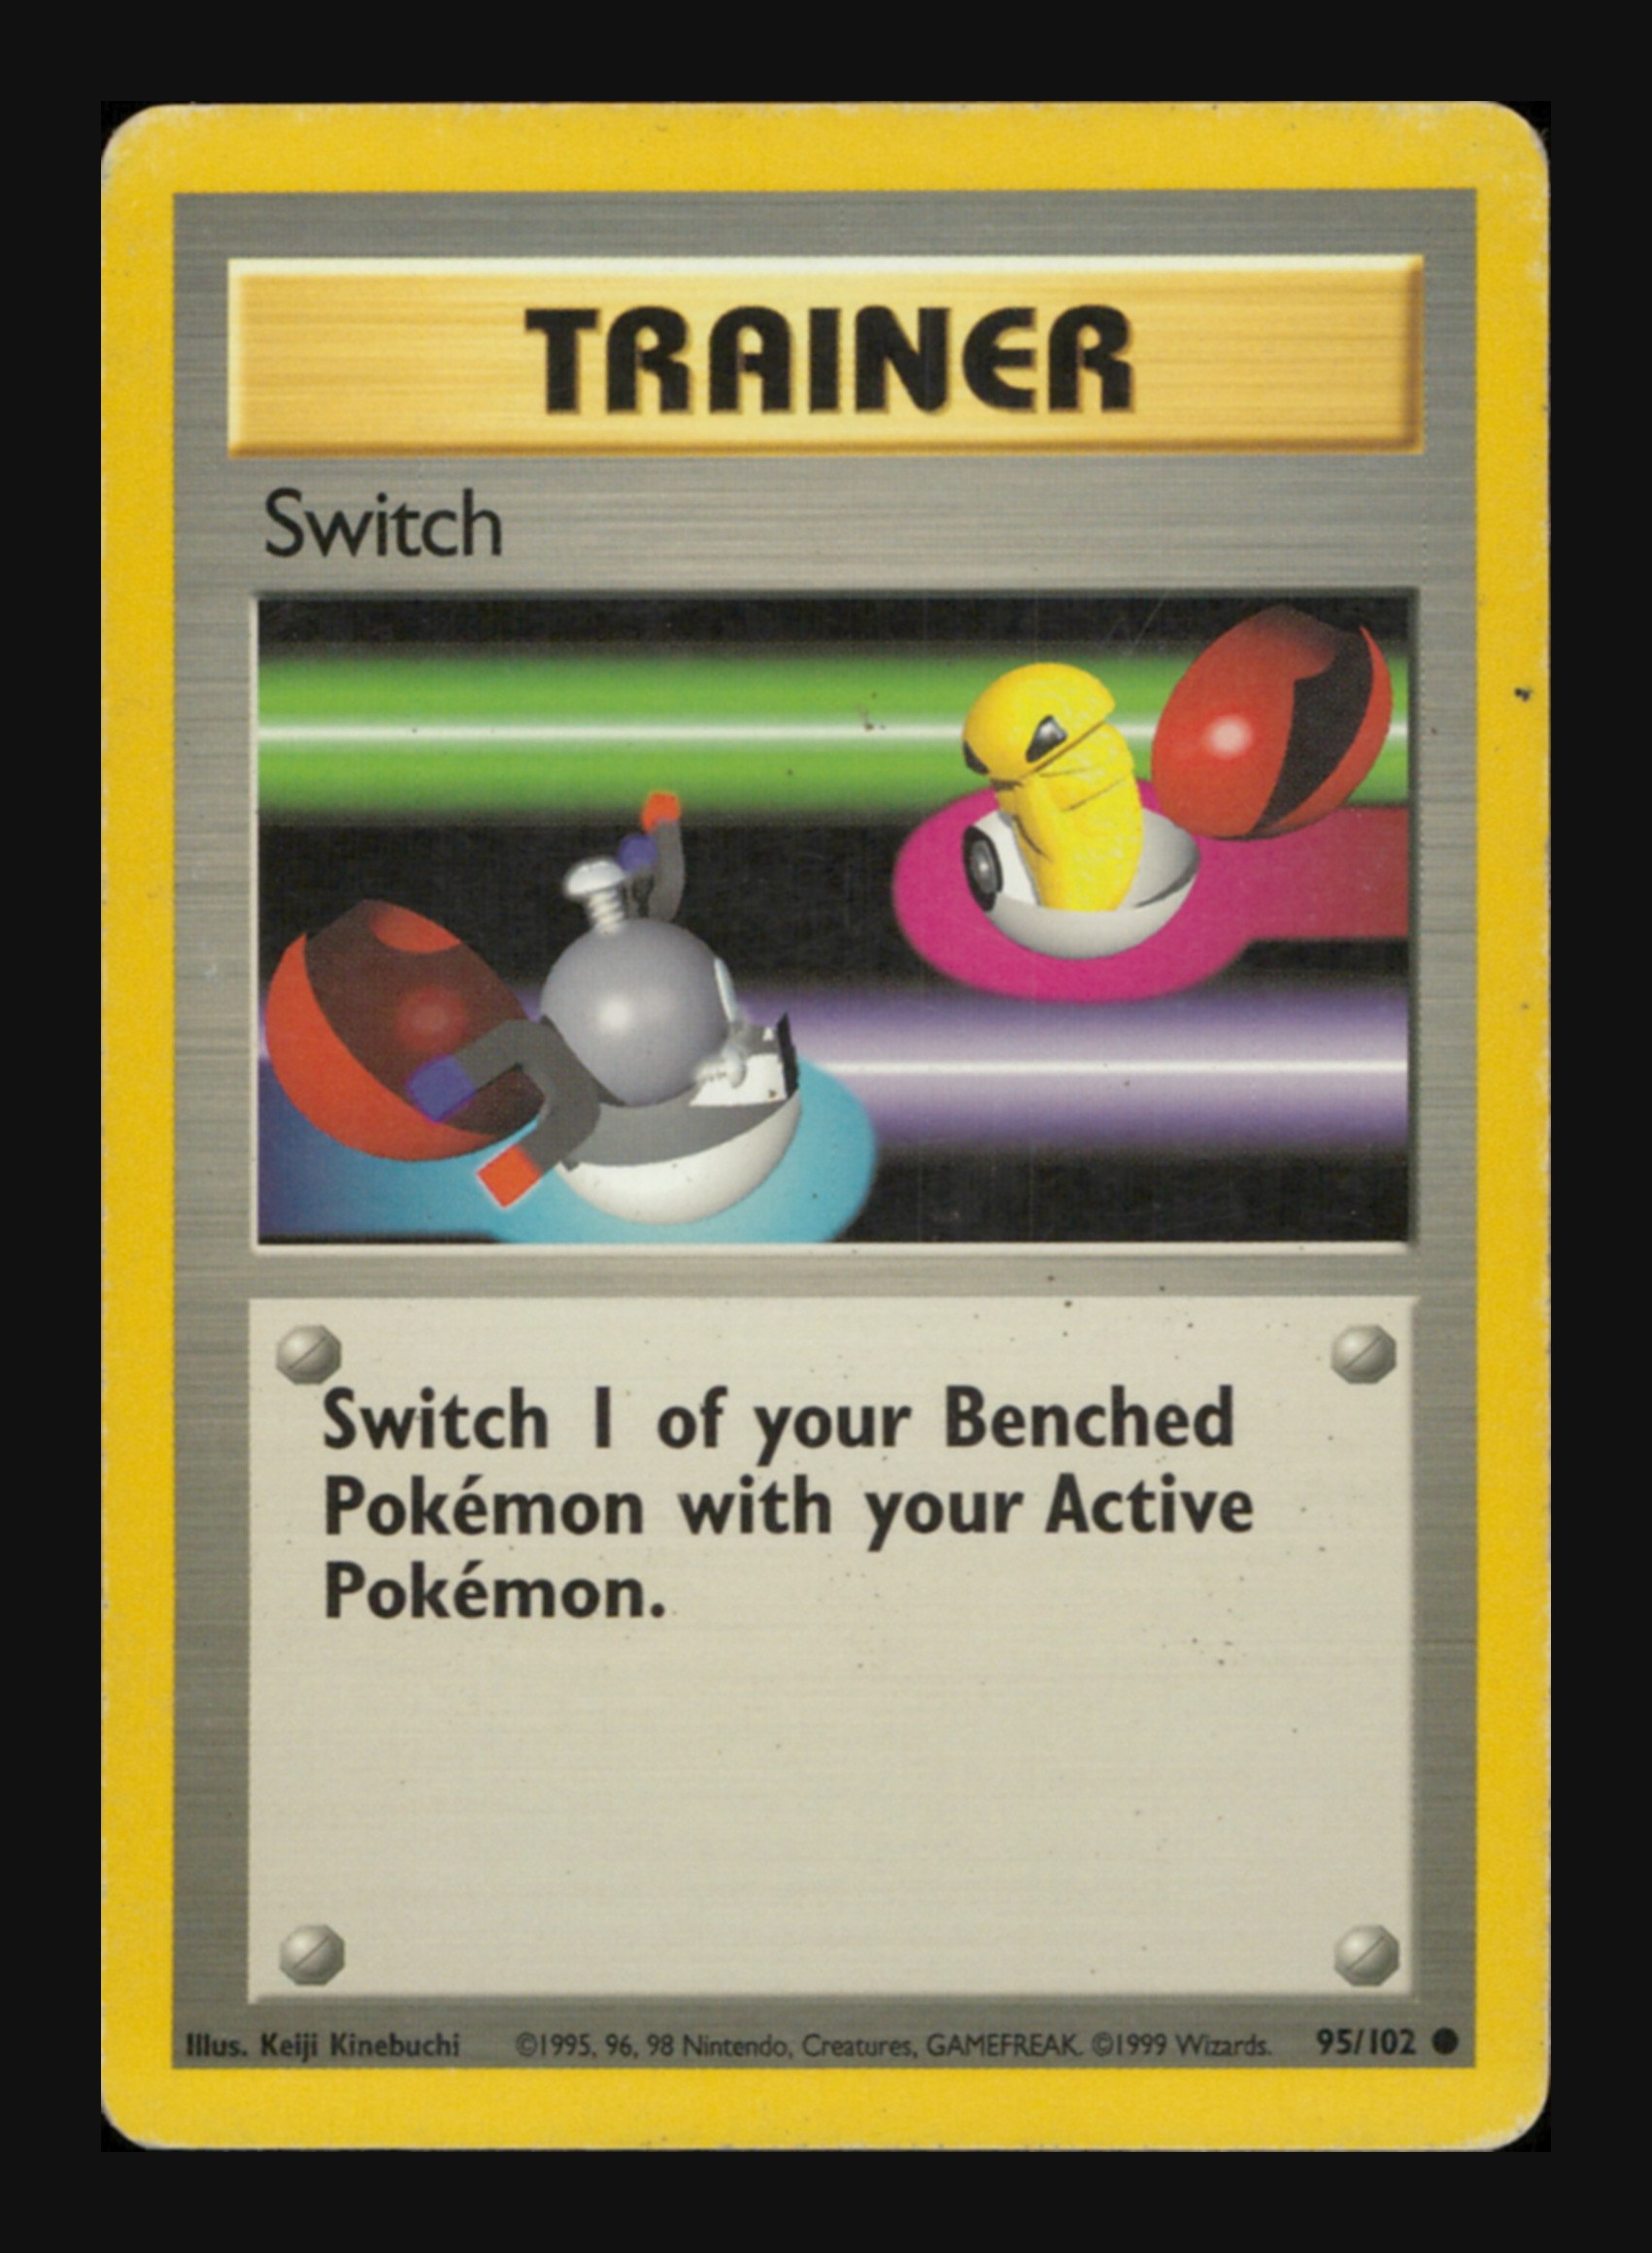 TRAINER
Switch
Switch 1 of your Benched
Pokémon with your Active
Pokémon.
Illus. Keiji Kinebuchi ©1995, 96, 98 Nintendo, Creatures, GAMEFREAK. ©1999 Wizards. 95/102